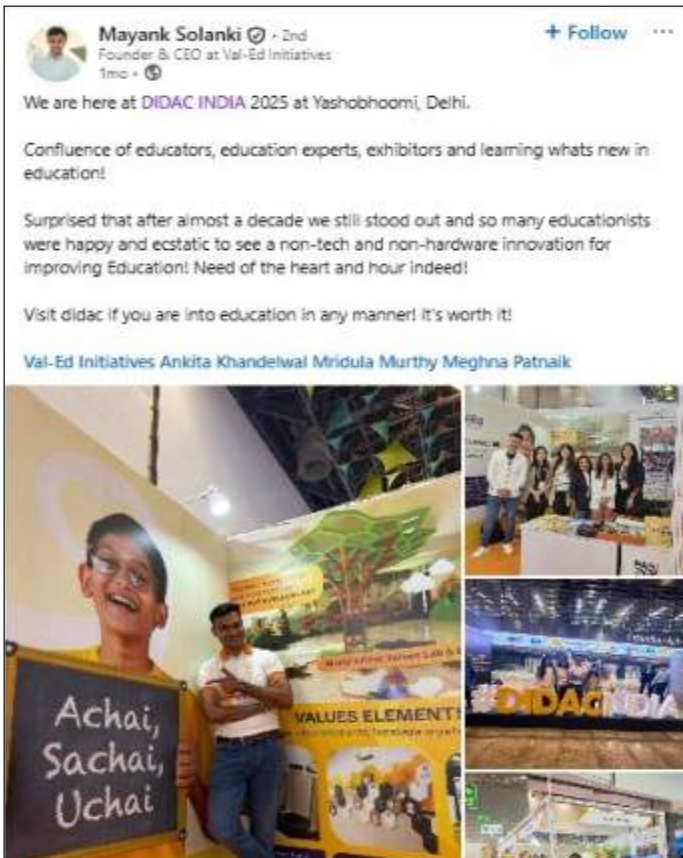 Mayank Solanki • 2nd
Founder & CEO at Val-Ed Initiatives
1mo •
+ Follow
We are here at DIDAC INDIA 2025 at Yashobhoomi, Delhi.
Confluence of educators, education experts, exhibitors and learning whats new in
education!
Surprised that after almost a decade we still stood out and so many educationists
were happy and ecstatic to see a non-tech and non-hardware innovation for
improving Education! Need of the heart and hour indeed!
Visit didac if you are into education in any manner! it's worth it!
Val-Ed Initiatives Ankita Khandelwal Mridula Murthy Meghna Patnaik
Achai,
Sachai,
Uchai
VALUES ELEMENTS
#DIDACINDIA